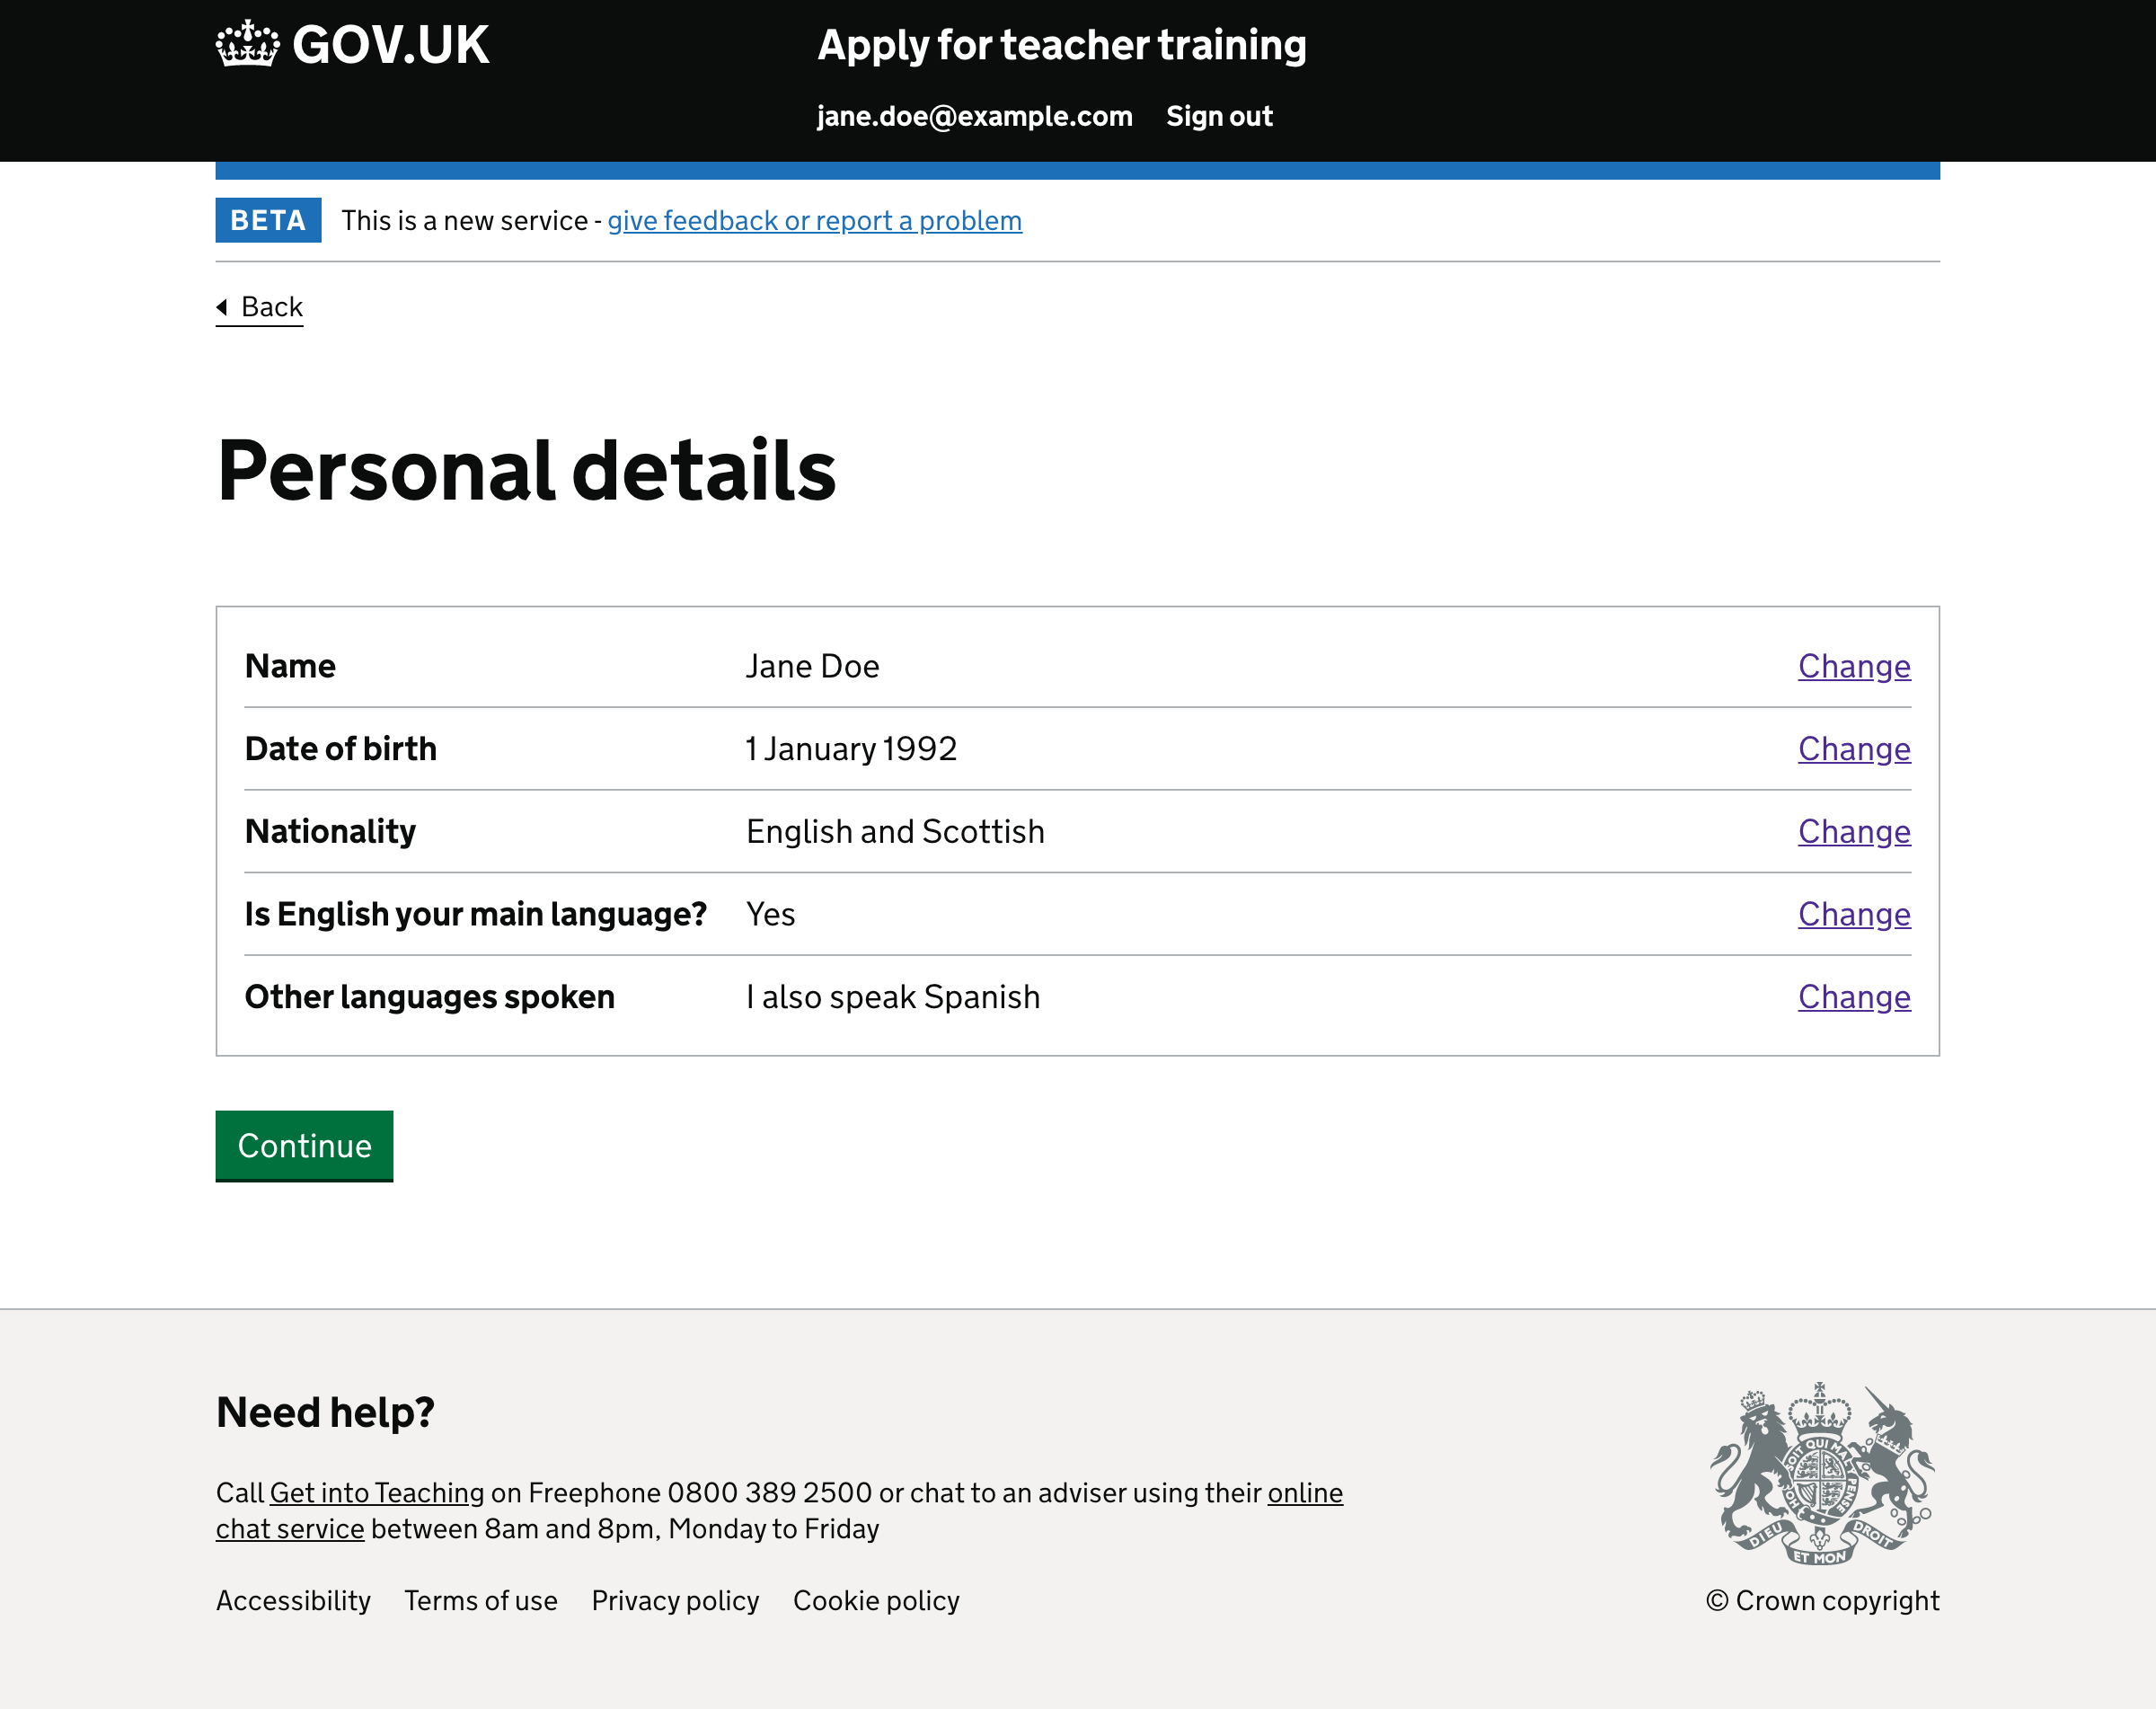 GOV.UK
Apply for teacher training
jane.doe@example.com Sign out
BETA This is a new service - give feedback or report a problem
Back
Personal details
Name Jane Doe Change
Date of birth 1 January 1992 Change
Nationality English and Scottish Change
Is English your main language? Yes Change
Other languages spoken I also speak Spanish Change
Continue
Need help?
Call Get into Teaching on Freephone 0800 389 2500 or chat to an adviser using their online
chat service between 8am and 8pm, Monday to Friday
Accessibility Terms of use Privacy policy Cookie policy
DIEU ET MON DROIT
© Crown copyright